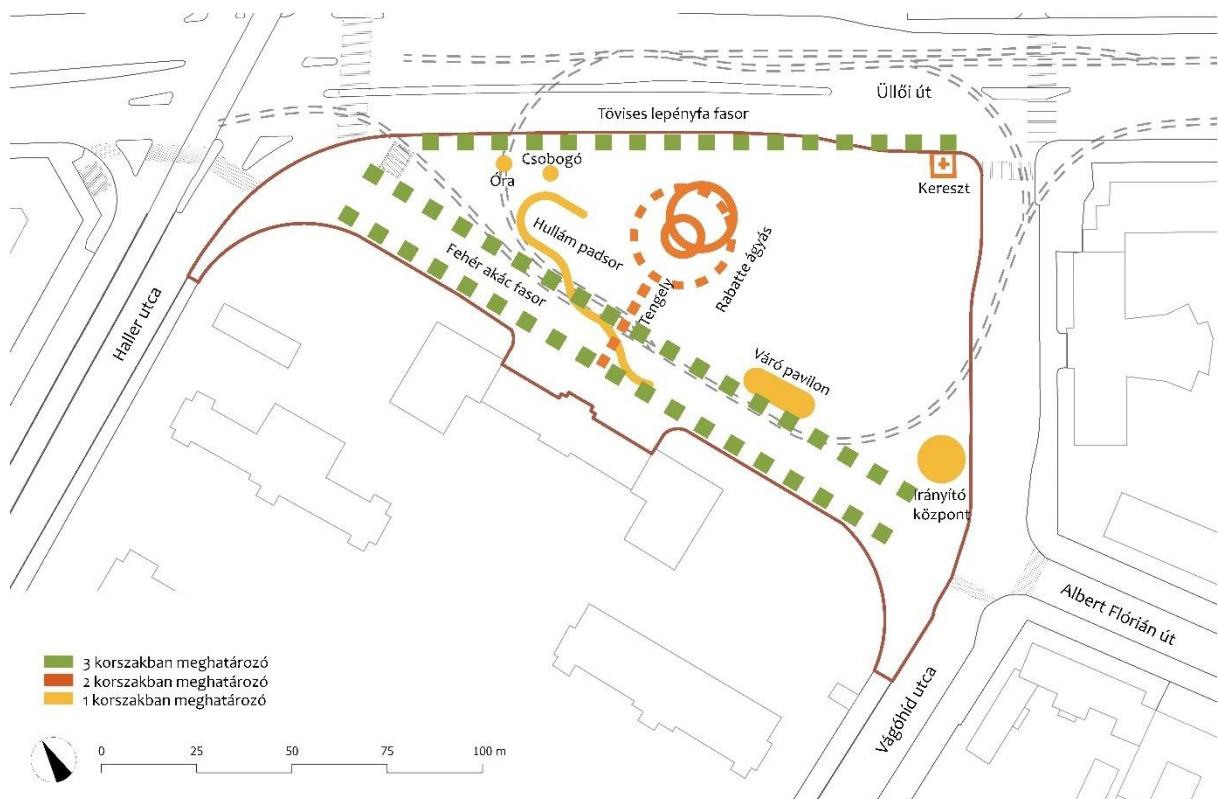 Üllői út
Tövises lepényfa fasor
Csobogó
Óra
Kereszt
Hullám padsor
Rabatte ágyás
Fehér akác fasor
Tengely
Haller utca
Váró pavilon
Irányító
központ
Albert Flórián út
Vágóhíd utca
3 korszakban meghatározó
2 korszakban meghatározó
1 korszakban meghatározó
0 25 50 75 100 m